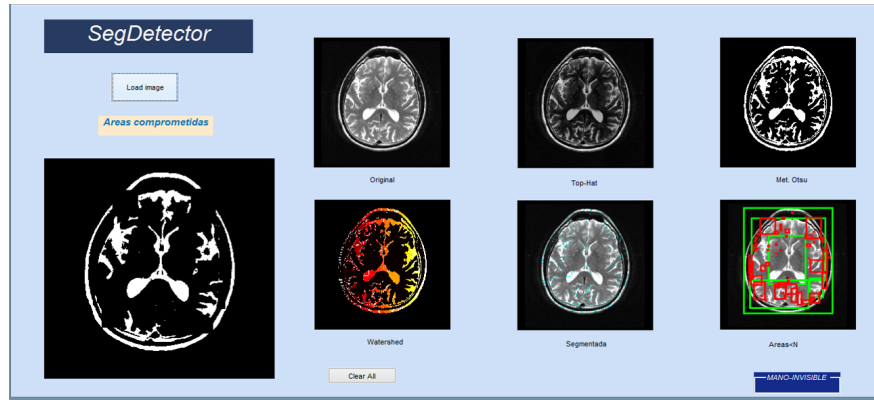 SegDetector
Load image
Areas comprometidas
Original
Top-Hat
Met. Otsu
Watershed
Segmentada
Areas<N
Clear All
MANO-INVISIBLE